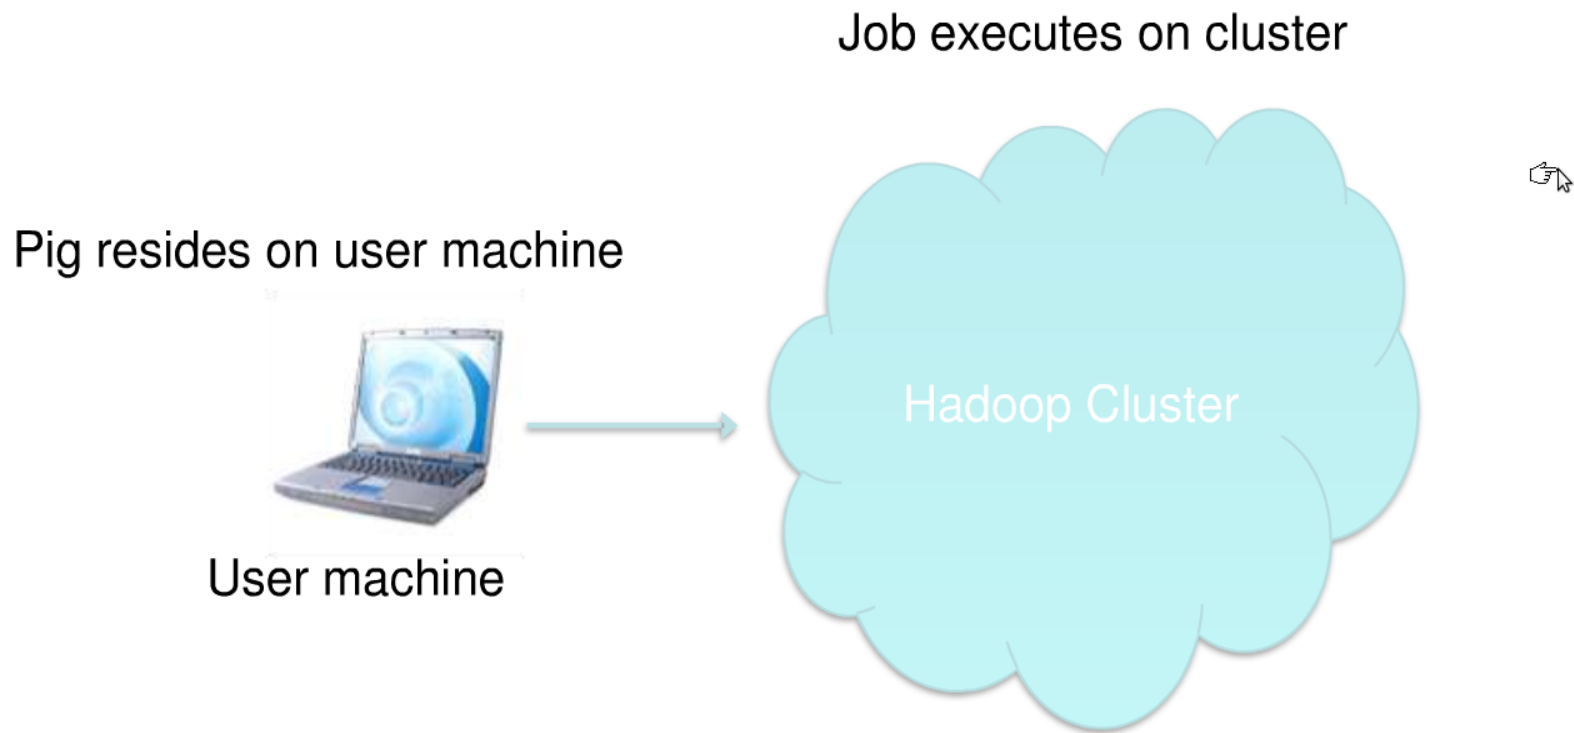 Job executes on cluster
Pig resides on user machine
Hadoop Cluster
User machine